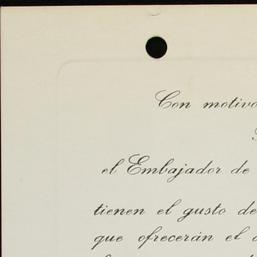 Con motivo
el Embajador de
tienen el gusto de
que ofrecerán el